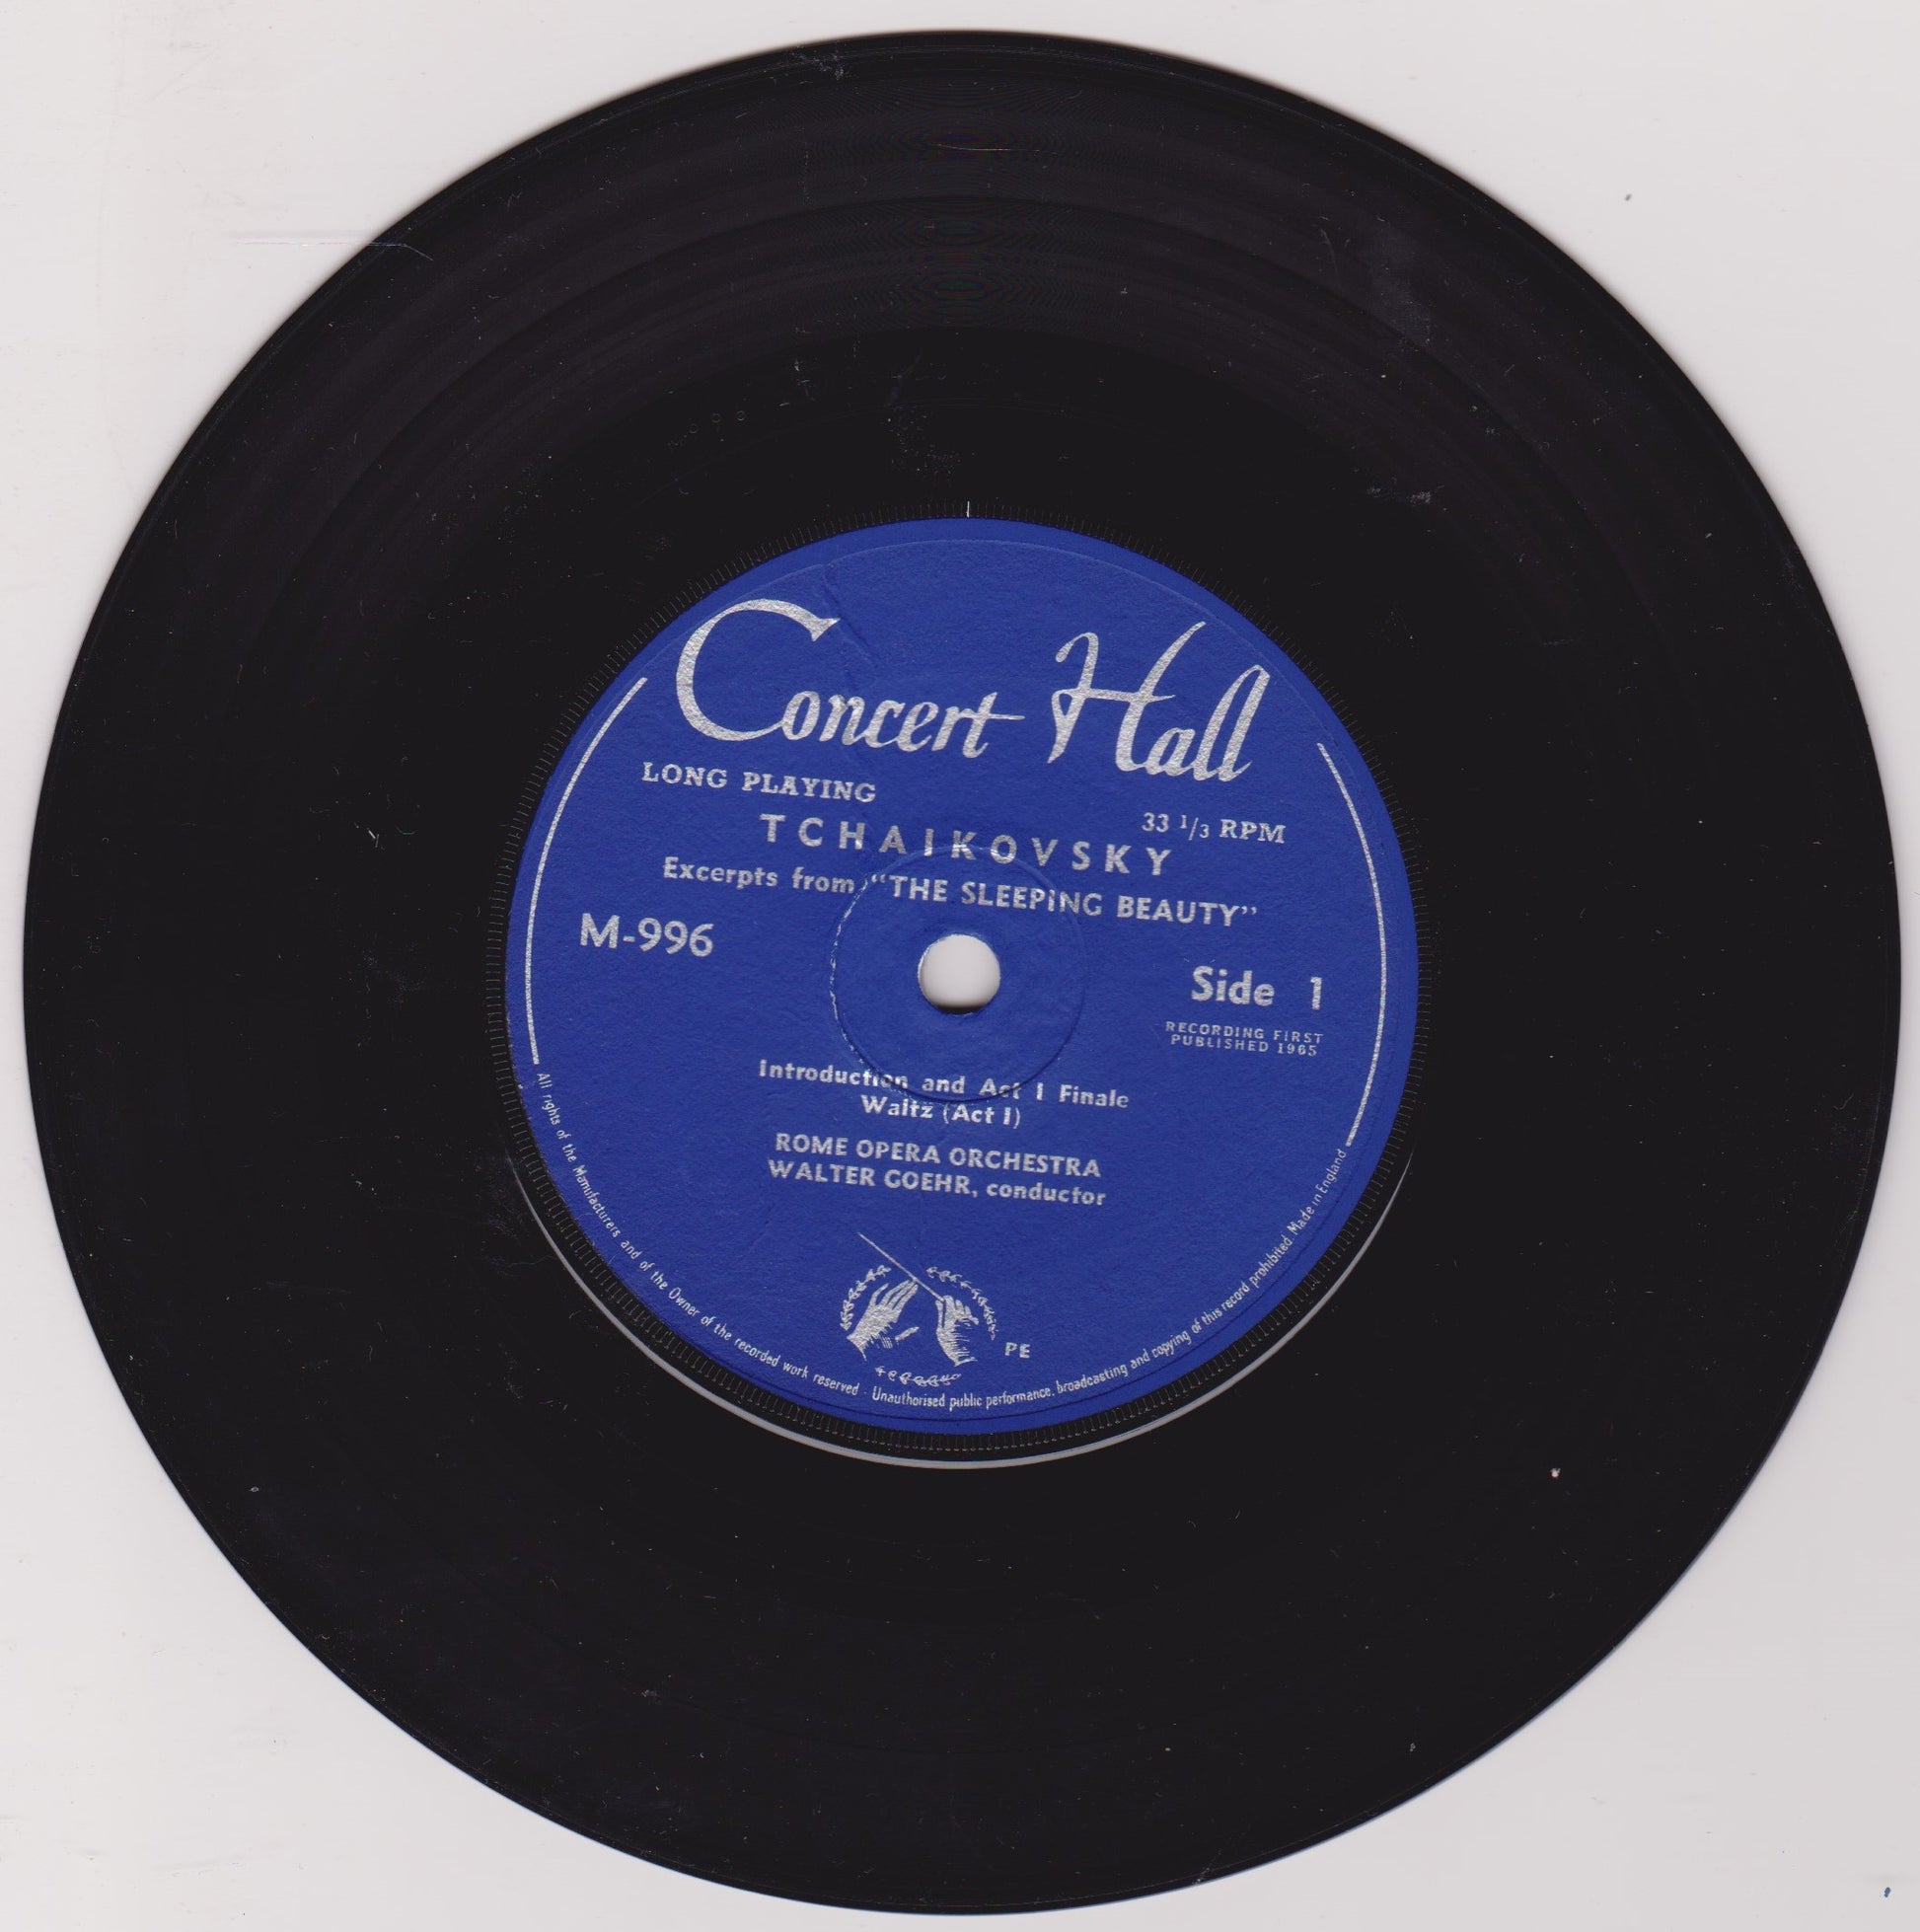 Concert Hall
LONG PLAYING
33 1/3 RPM
TCHAIKOVSKY
Excerpts from "THE SLEEPING BEAUTY"
M-996
Side 1
RECORDING FIRST
PUBLISHED 1965
Introduction and Act I Finale
Waltz (Act I)
ROME OPERA ORCHESTRA
WALTER GOEHR, conductor
PE
All rights of the Manufacturers and of the Owner of the recorded work reserved · Unauthorised public performance, broadcasting and copying of this record prohibited Made in England